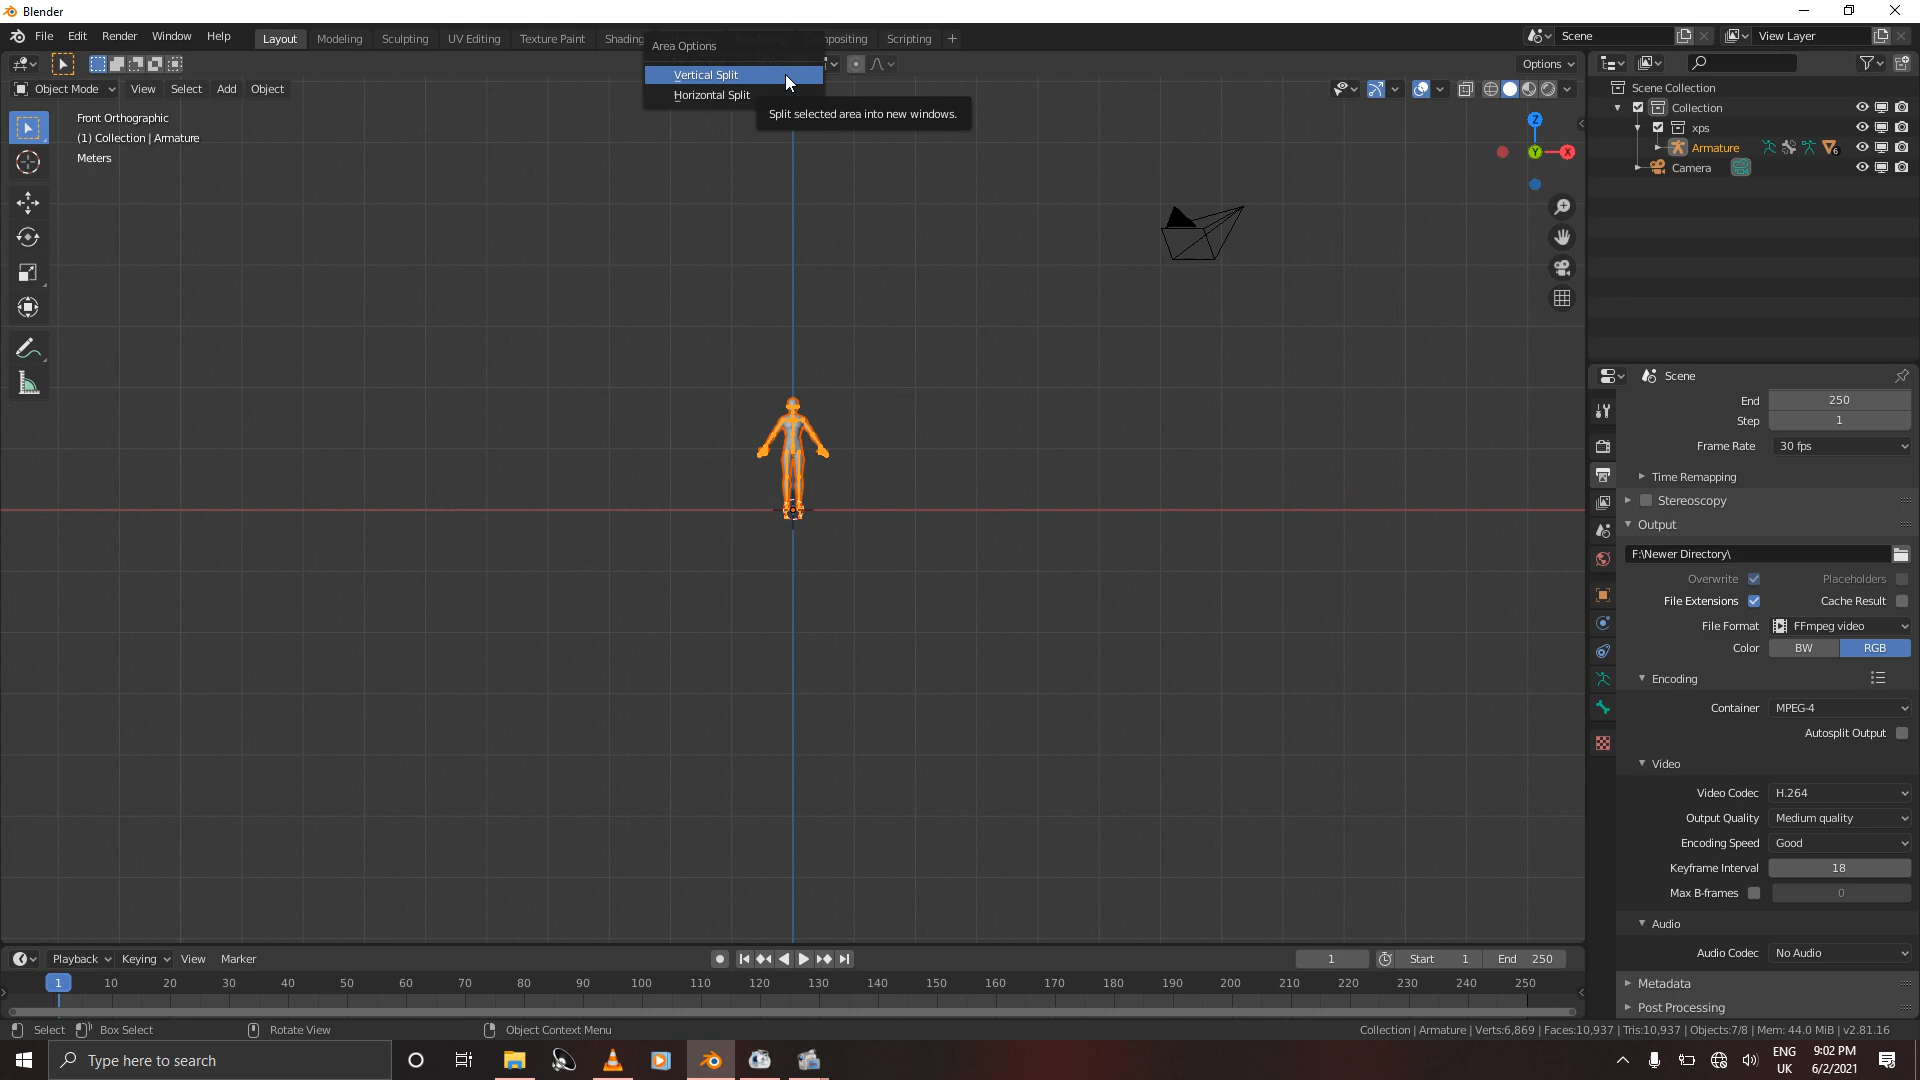 Blender
File Edit Render Window Help
Layout Modeling Sculpting UV Editing Texture Paint Shading ompositing Scripting
Scene
View Layer
Area Options
Vertical Split
Horizontal Split
Split selected area into new windows.
Options
Object Mode View Select Add Object
Front Orthographic
(1) Collection | Armature
Meters
Z
Y
X
Scene Collection
Collection
xps
Armature
6
Camera
Scene
End 250
Step 1
Frame Rate 30 fps
Time Remapping
Stereoscopy
Output
F:\Newer Directory\
Overwrite Placeholders
File Extensions Cache Result
File Format FFmpeg video
Color BW RGB
Encoding
Container MPEG-4
Autosplit Output
Video
Video Codec H.264
Output Quality Medium quality
Encoding Speed Good
Keyframe Interval 18
Max B-frames 0
Audio
Audio Codec No Audio
Metadata
Post Processing
Playback Keying View Marker
1 Start 1 End 250
1 10 20 30 40 50 60 70 80 90 100 110 120 130 140 150 160 170 180 190 200 210 220 230 240 250
Select Box Select Rotate View Object Context Menu
Collection | Armature | Verts:6,869 | Faces:10,937 | Tris:10,937 | Objects:7/8 | Mem: 44.0 MiB | v2.81.16
Type here to search
ENG
UK
9:02 PM
6/2/2021